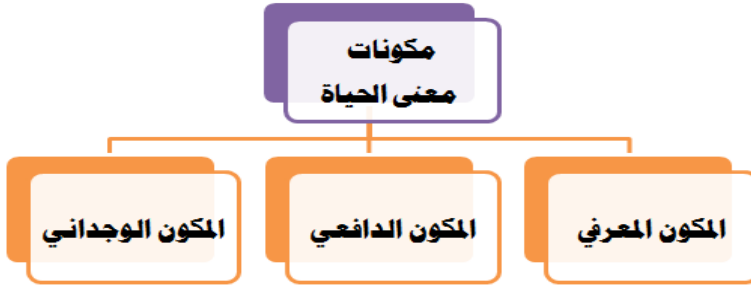 مكونات
معنى الحياة
المكون المعرفي
المكون الدافعي
المكون الوجداني